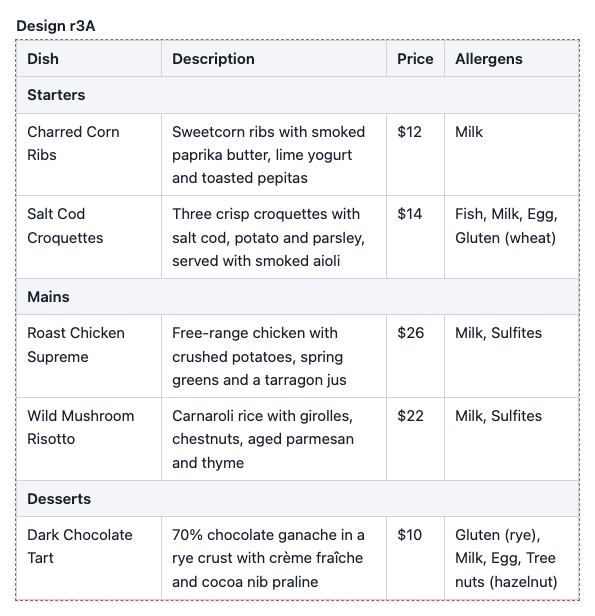 Design r3A
Dish Description Price Allergens
Starters
Charred Corn Ribs Sweetcorn ribs with smoked paprika butter, lime yogurt and toasted pepitas $12 Milk
Salt Cod Croquettes Three crisp croquettes with salt cod, potato and parsley, served with smoked aioli $14 Fish, Milk, Egg, Gluten (wheat)
Mains
Roast Chicken Supreme Free-range chicken with crushed potatoes, spring greens and a tarragon jus $26 Milk, Sulfites
Wild Mushroom Risotto Carnaroli rice with girolles, chestnuts, aged parmesan and thyme $22 Milk, Sulfites
Desserts
Dark Chocolate Tart 70% chocolate ganache in a rye crust with crème fraîche and cocoa nib praline $10 Gluten (rye), Milk, Egg, Tree nuts (hazelnut)